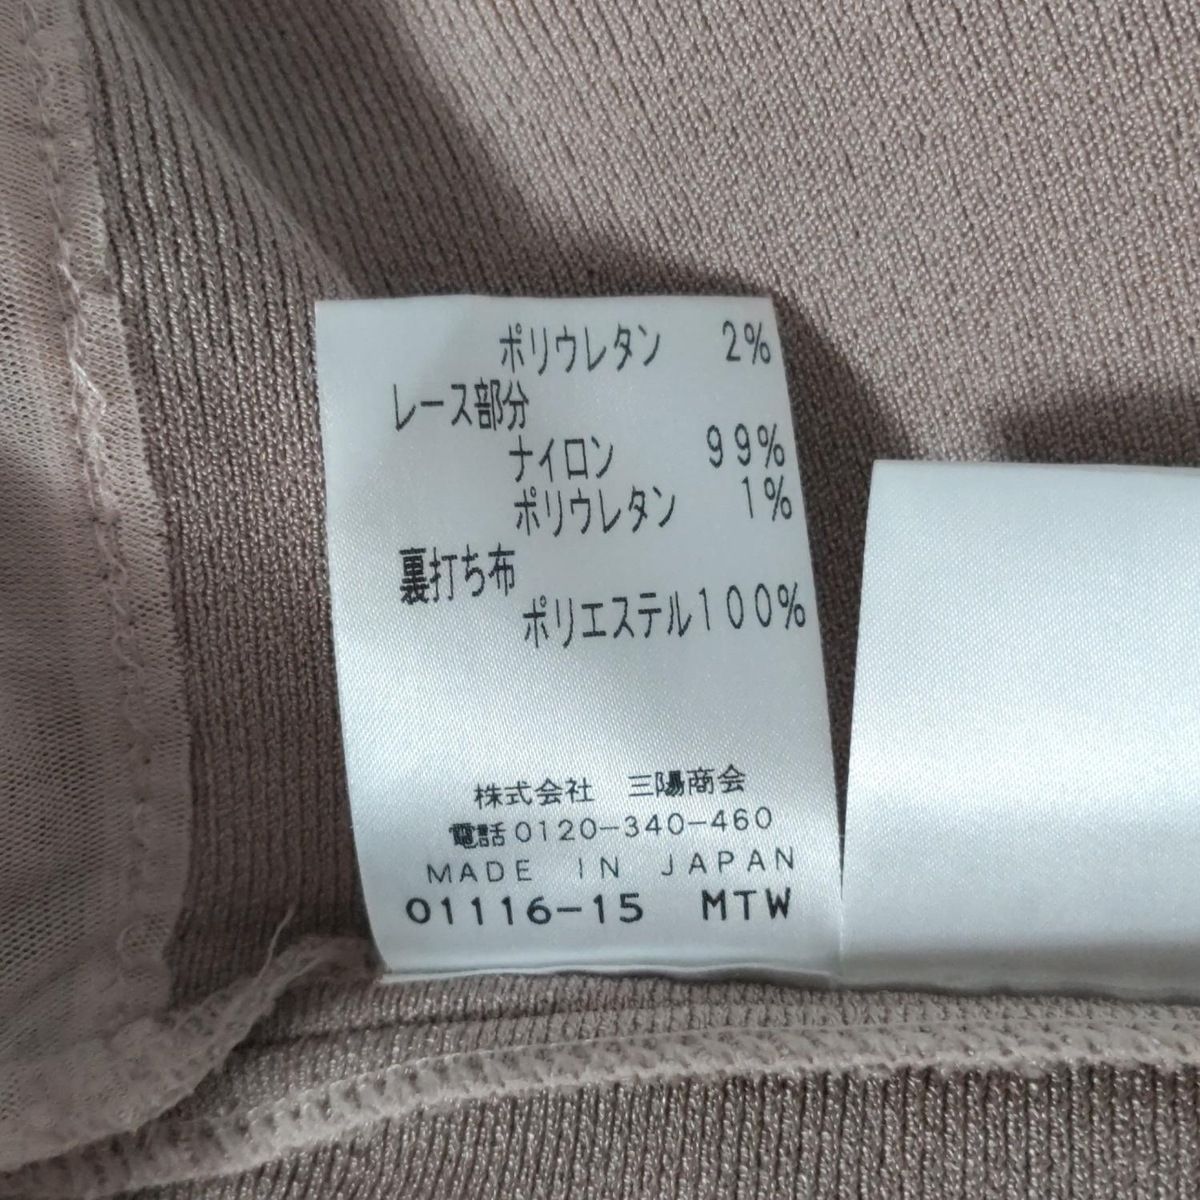 ポリウレタン 2%
レース部分
ナイロン 99%
ポリウレタン 1%
裏打ち布
ポリエステル100%
株式会社 三陽商会
電話0120-340-460
MADE IN JAPAN
01116-15 MTW